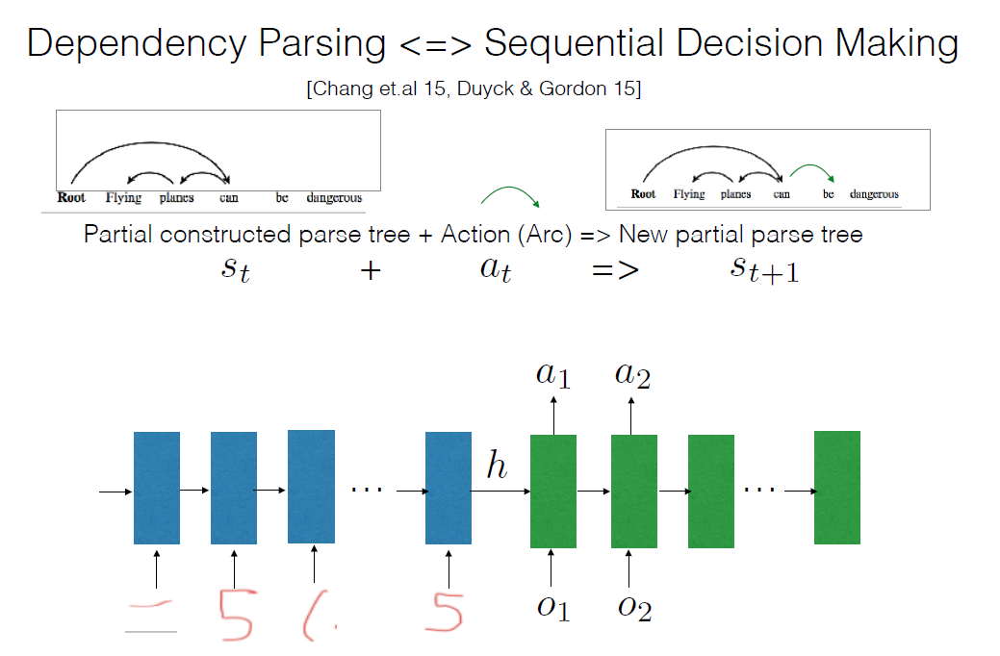 Dependency Parsing <=> Sequential Decision Making
[Chang et.al 15, Duyck & Gordon 15]
Root Flying planes can be dangerous
Root Flying planes can be dangerous
Partial constructed parse tree + Action (Arc) => New partial parse tree
s_t + a_t => s_{t+1}
a_1 a_2
h
... ...
= 5 ( . 5
o_1 o_2